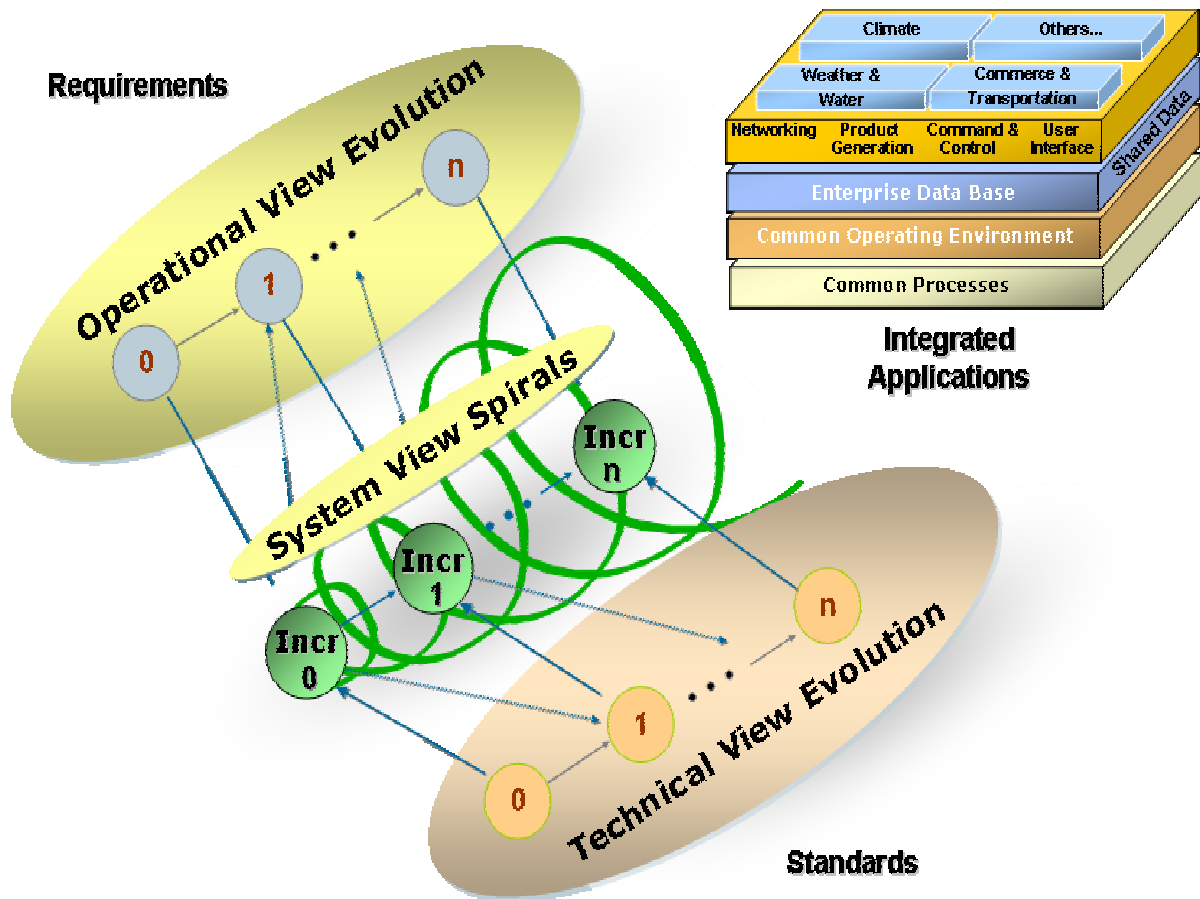 Requirements
Operational View Evolution
0
1
n
System View Spirals
Incr
0
Incr
1
Incr
n
Technical View Evolution
0
1
n
Standards
Climate
Others...
Weather &
Water
Commerce &
Transportation
Networking
Product
Generation
Command &
Control
User
Interface
Shared Data
Enterprise Data Base
Common Operating Environment
Common Processes
Integrated
Applications